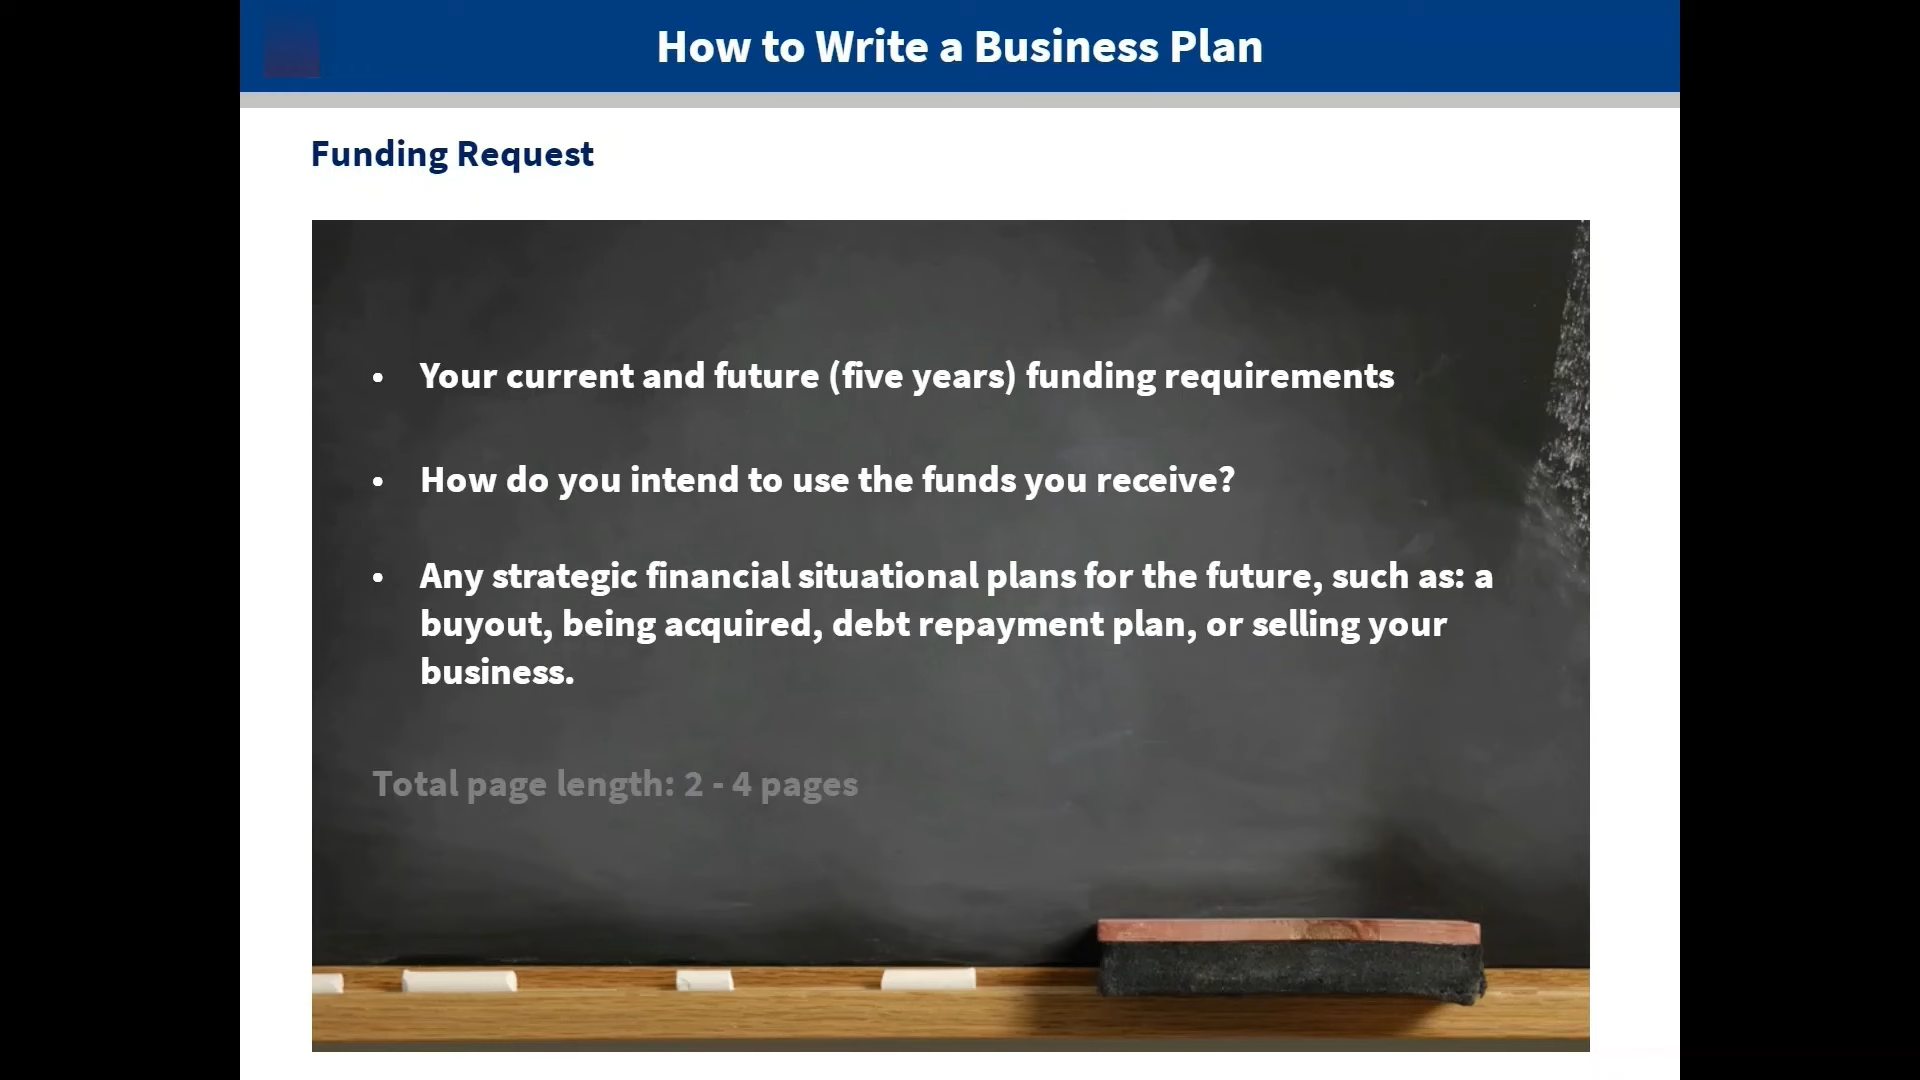 How to Write a Business Plan
Funding Request
• Your current and future (five years) funding requirements
• How do you intend to use the funds you receive?
• Any strategic financial situational plans for the future, such as: a
buyout, being acquired, debt repayment plan, or selling your
business.
Total page length: 2 - 4 pages